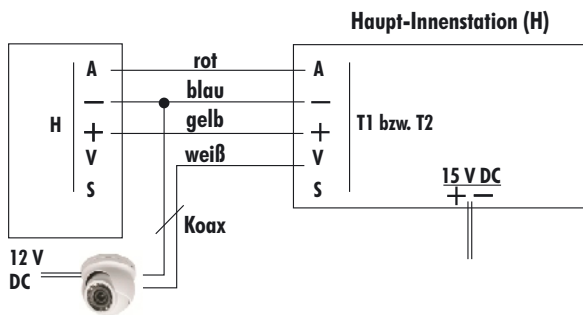 Haupt-Innenstation (H)
A
rot
A
–
blau
–
H
+
gelb
+
T1 bzw. T2
V
weiß
V
S
S
15 V DC
+ –
Koax
12 V
DC